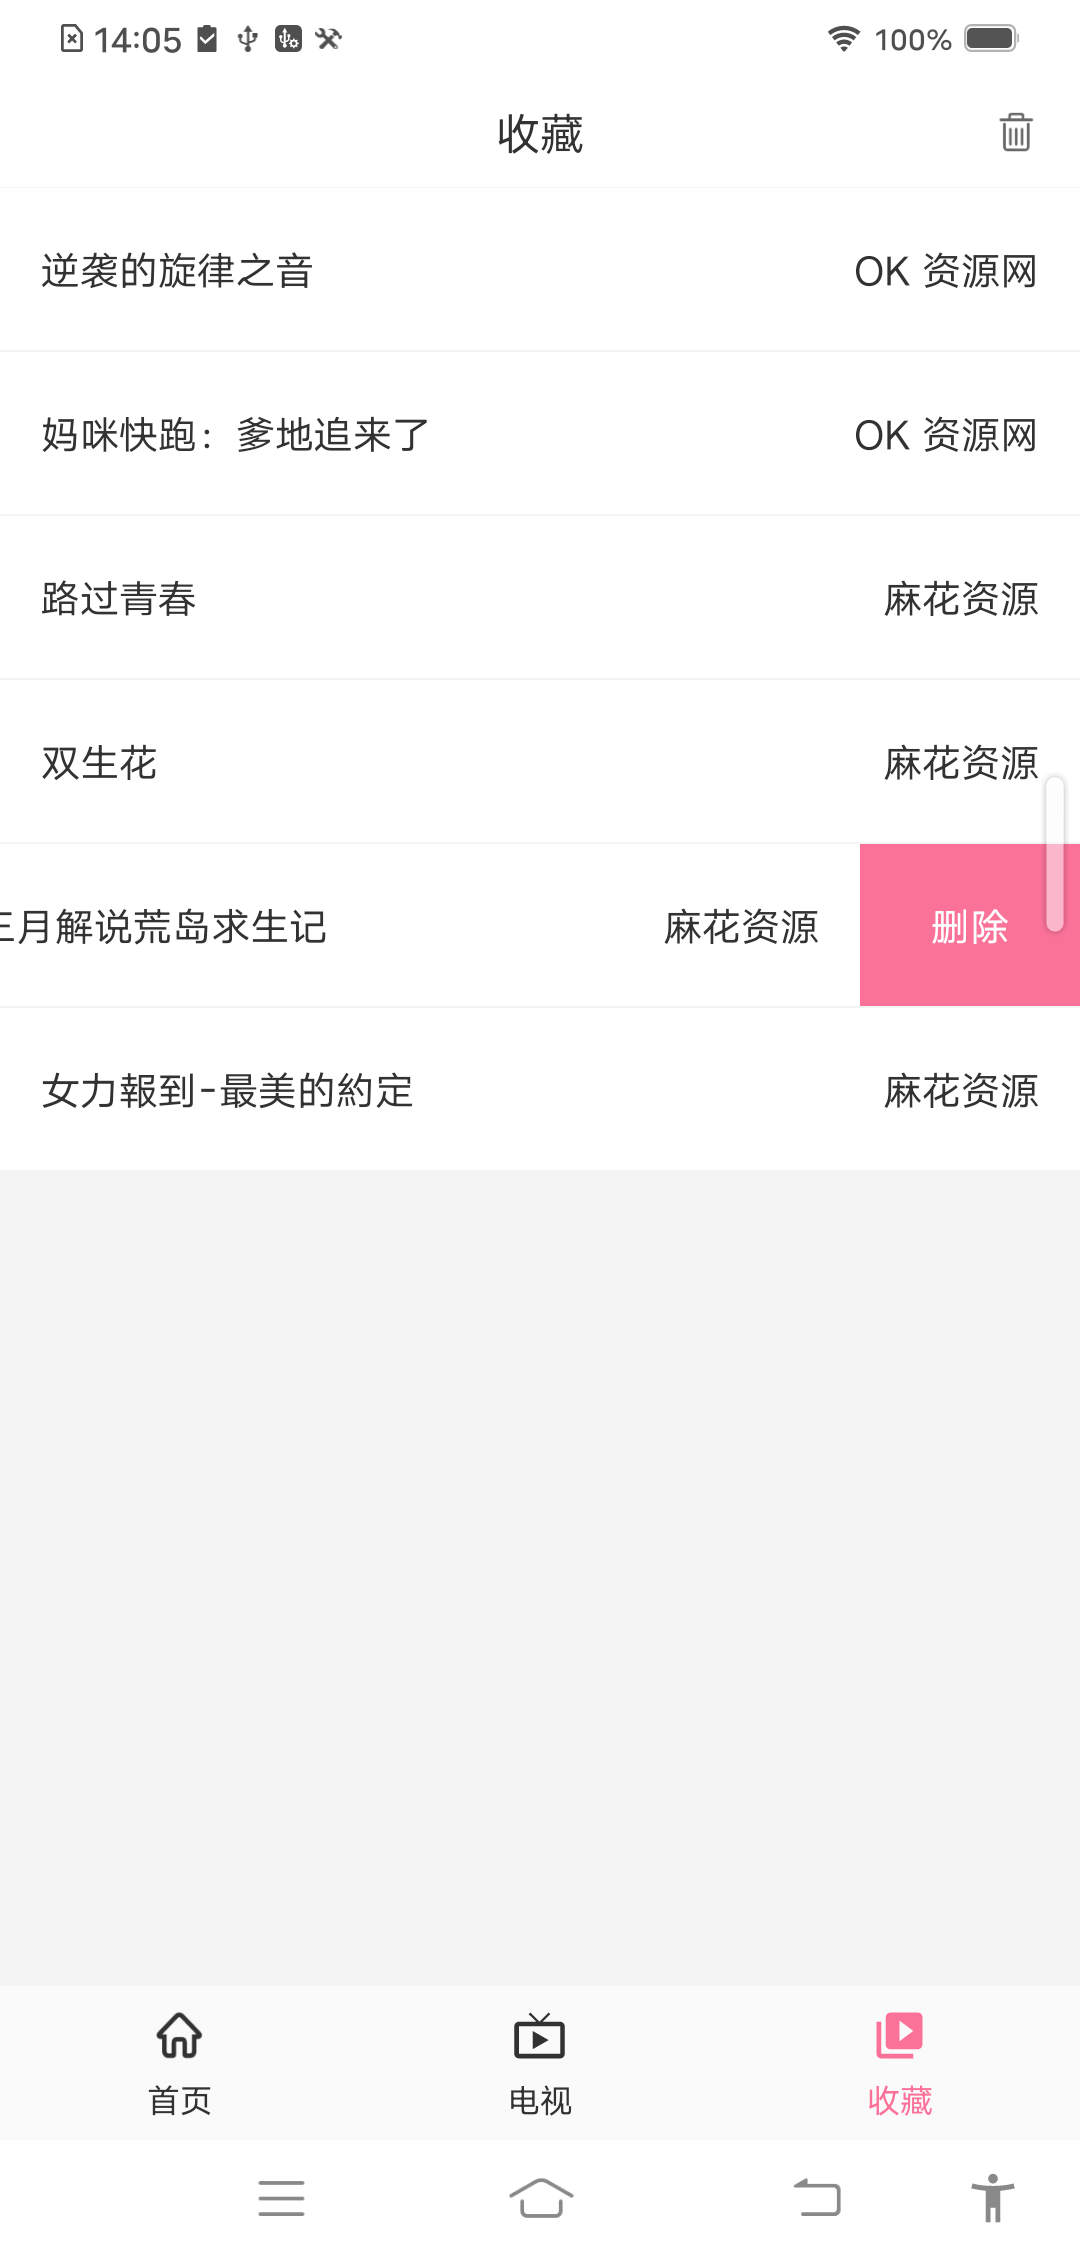 14:05
100%
收藏
逆袭的旋律之音 OK 资源网
妈咪快跑：爹地追来了 OK 资源网
路过青春 麻花资源
双生花 麻花资源
三月解说荒岛求生记 麻花资源 删除
女力報到-最美的約定 麻花资源
首页 电视 收藏